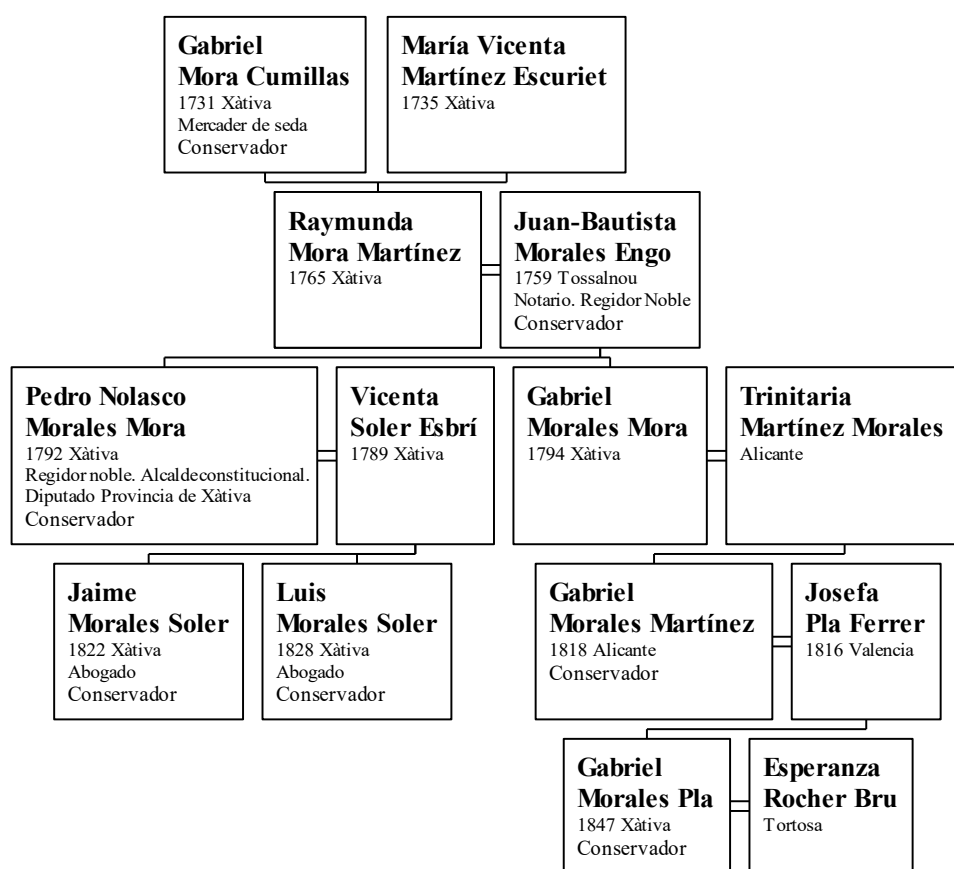 Gabriel
Mora Cumillas
1731 Xàtiva
Mercader de seda
Conservador
María Vicenta
Martínez Escuriet
1735 Xàtiva
Raymunda
Mora Martínez
1765 Xàtiva
Juan-Bautista
Morales Engo
1759 Tossalnou
Notario. Regidor Noble
Conservador
Pedro Nolasco
Morales Mora
1792 Xàtiva
Regidor noble. Alcaldeconstitucional.
Diputado Provincia de Xàtiva
Conservador
Vicenta
Soler Esbrí
1789 Xàtiva
Gabriel
Morales Mora
1794 Xàtiva
Trinitaria
Martínez Morales
Alicante
Jaime
Morales Soler
1822 Xàtiva
Abogado
Conservador
Luis
Morales Soler
1828 Xàtiva
Abogado
Conservador
Gabriel
Morales Martínez
1818 Alicante
Conservador
Josefa
Pla Ferrer
1816 Valencia
Gabriel
Morales Pla
1847 Xàtiva
Conservador
Esperanza
Rocher Bru
Tortosa